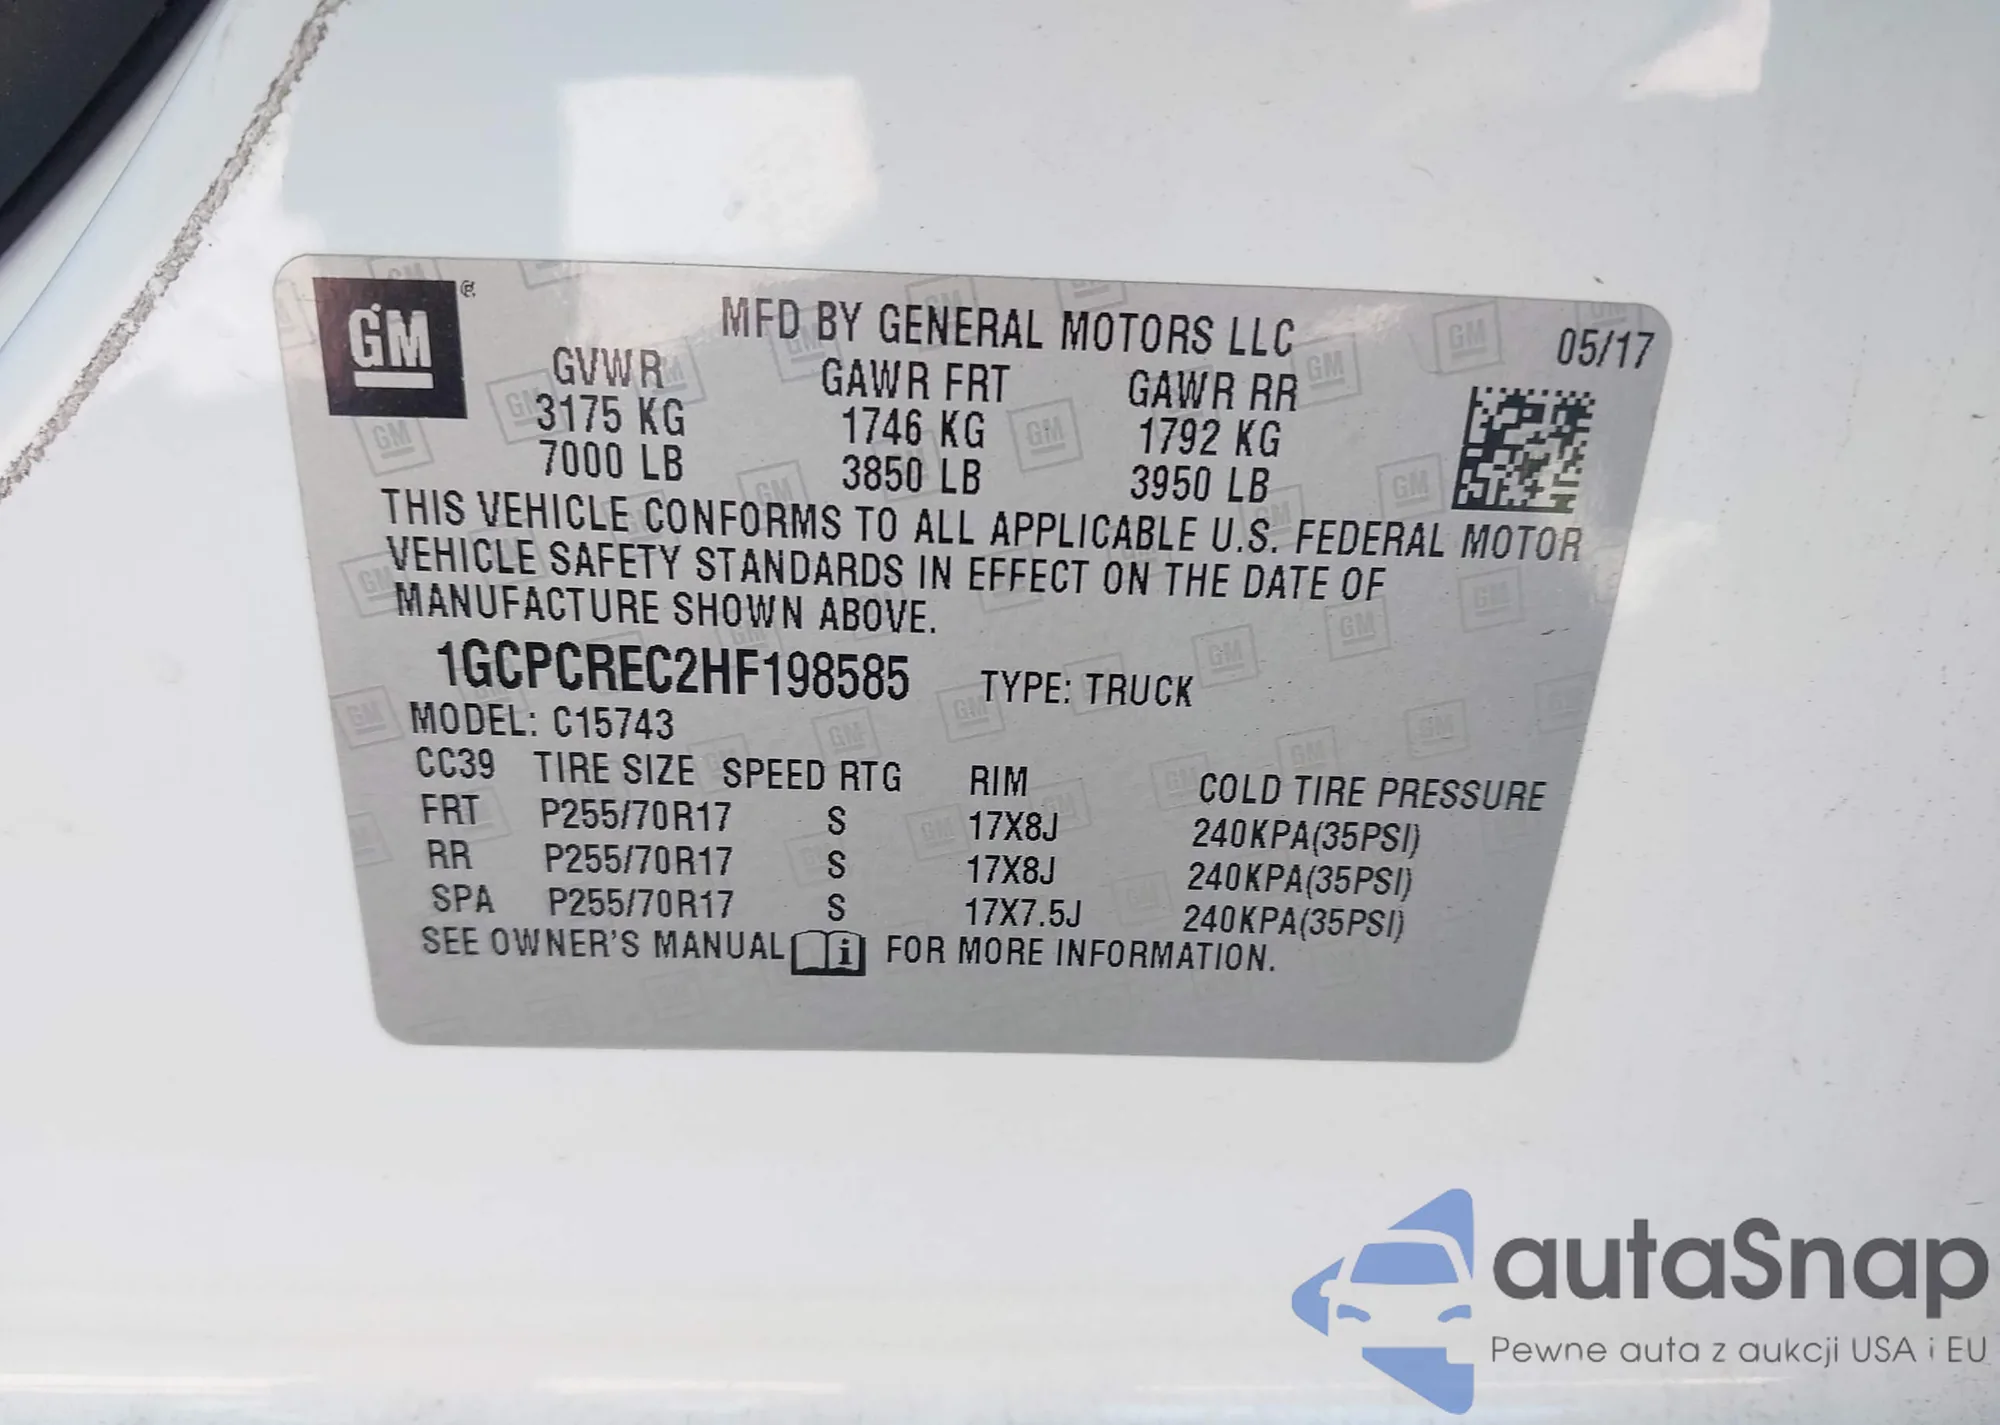 GM
MFD BY GENERAL MOTORS LLC 05/17
GVWR GAWR FRT GAWR RR
3175 KG 1746 KG 1792 KG
7000 LB 3850 LB 3950 LB
THIS VEHICLE CONFORMS TO ALL APPLICABLE U.S. FEDERAL MOTOR
VEHICLE SAFETY STANDARDS IN EFFECT ON THE DATE OF
MANUFACTURE SHOWN ABOVE.
1GCPCREC2HF198585 TYPE: TRUCK
MODEL: C15743
CC39 TIRE SIZE SPEED RTG RIM COLD TIRE PRESSURE
FRT P255/70R17 S 17X8J 240KPA(35PSI)
RR P255/70R17 S 17X8J 240KPA(35PSI)
SPA P255/70R17 S 17X7.5J 240KPA(35PSI)
SEE OWNER'S MANUAL i FOR MORE INFORMATION.
autaSnap
Pewne auta z aukcji USA i EU